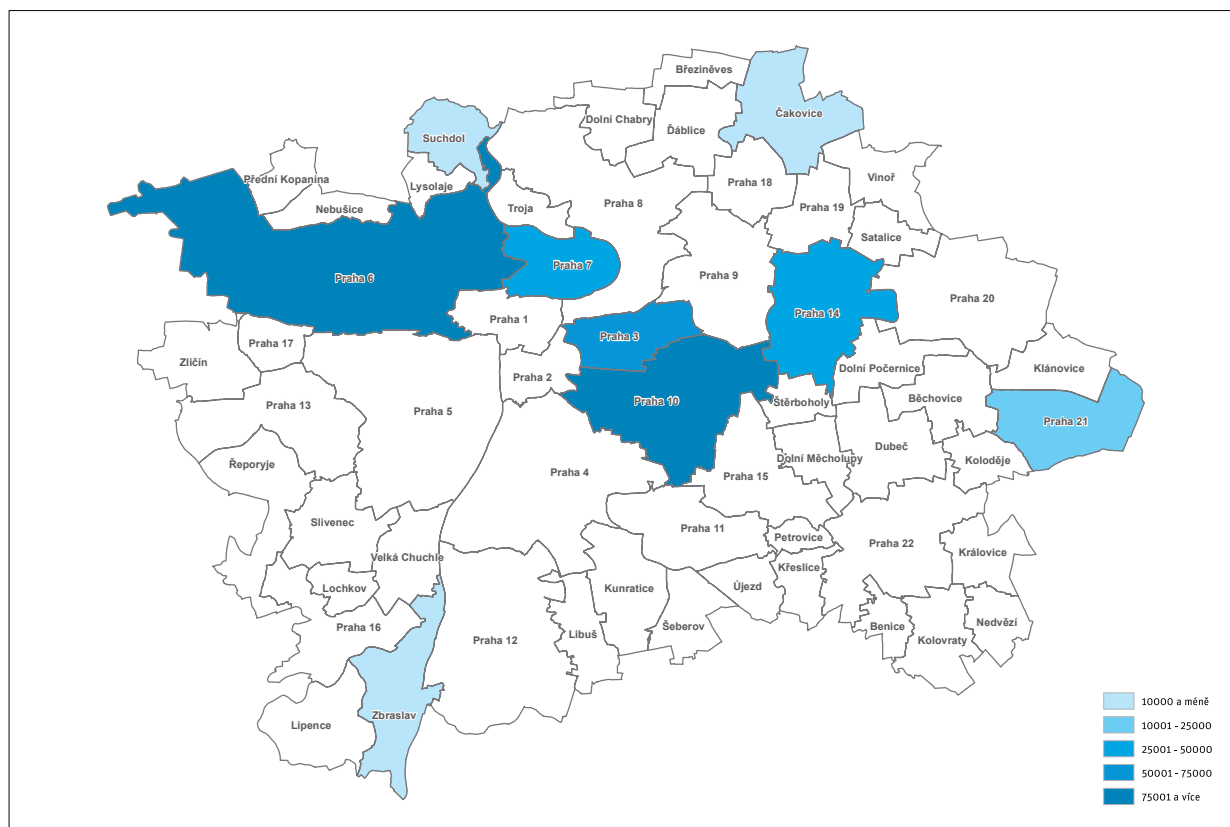 Březiněves
Čakovice
Dolní Chabry
Ďáblice
Suchdol
Přední Kopanina
Lysolaje
Praha 18
Vinoř
Nebušice
Troja
Praha 8
Praha 19
Satalice
Praha 7
Praha 6
Praha 9
Praha 20
Praha 1
Praha 14
Praha 3
Praha 17
Zličín
Dolní Počernice
Klánovice
Praha 2
Praha 13
Praha 5
Praha 10
Štěrboholy
Běchovice
Praha 21
Řeporyje
Praha 4
Dolní Měcholupy
Dubeč
Koloděje
Praha 15
Slivenec
Praha 11
Petrovice
Praha 22
Královice
Velká Chuchle
Křeslice
Lochkov
Kunratice
Újezd
Praha 16
Praha 12
Libuš
Šeberov
Benice
Nedvězí
Kolovraty
Lipence
Zbraslav
10000 a méně
10001 - 25000
25001 - 50000
50001 - 75000
75001 a více